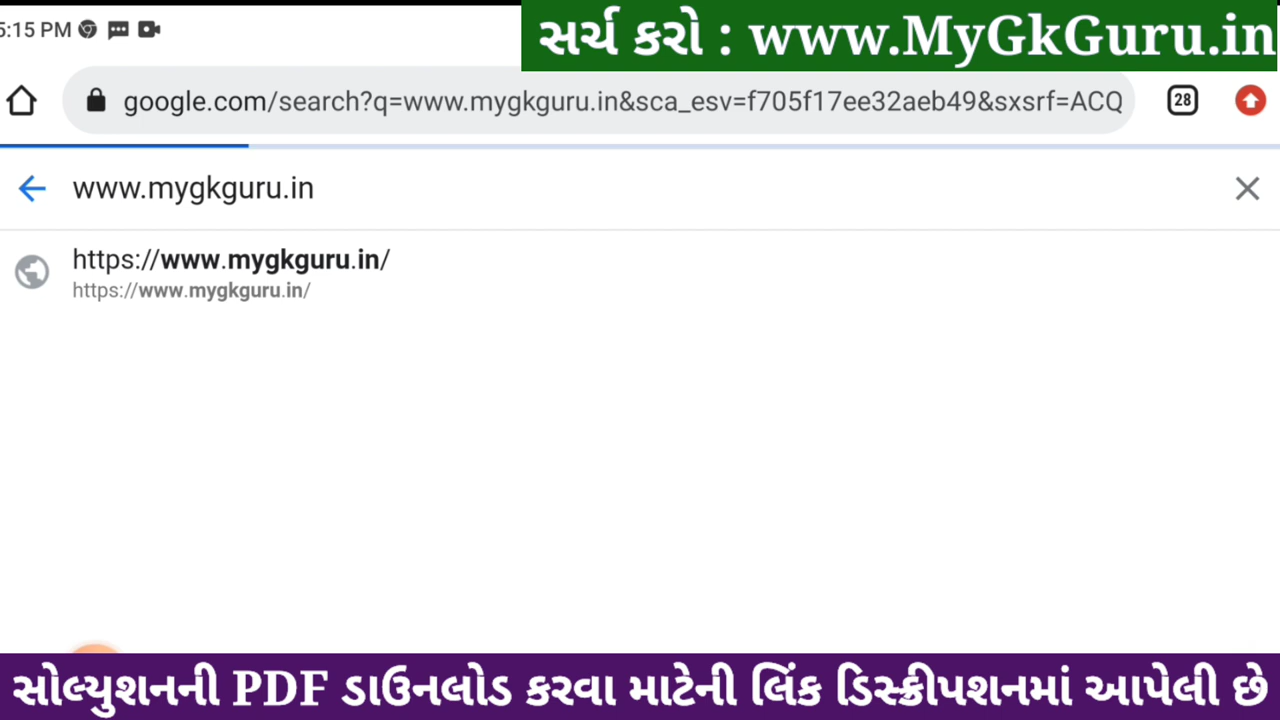 5:15 PM
સર્ચ કરો : www.MyGkGuru.in
google.com/search?q=www.mygkguru.in&sca_esv=f705f17ee32aeb49&sxsrf=ACQ
28
www.mygkguru.in
https://www.mygkguru.in/
https://www.mygkguru.in/
સોલ્યુશનની PDF ડાઉનલોડ કરવા માટેની લિંક ડિસ્ક્રીપશનમાં આપેલી છે